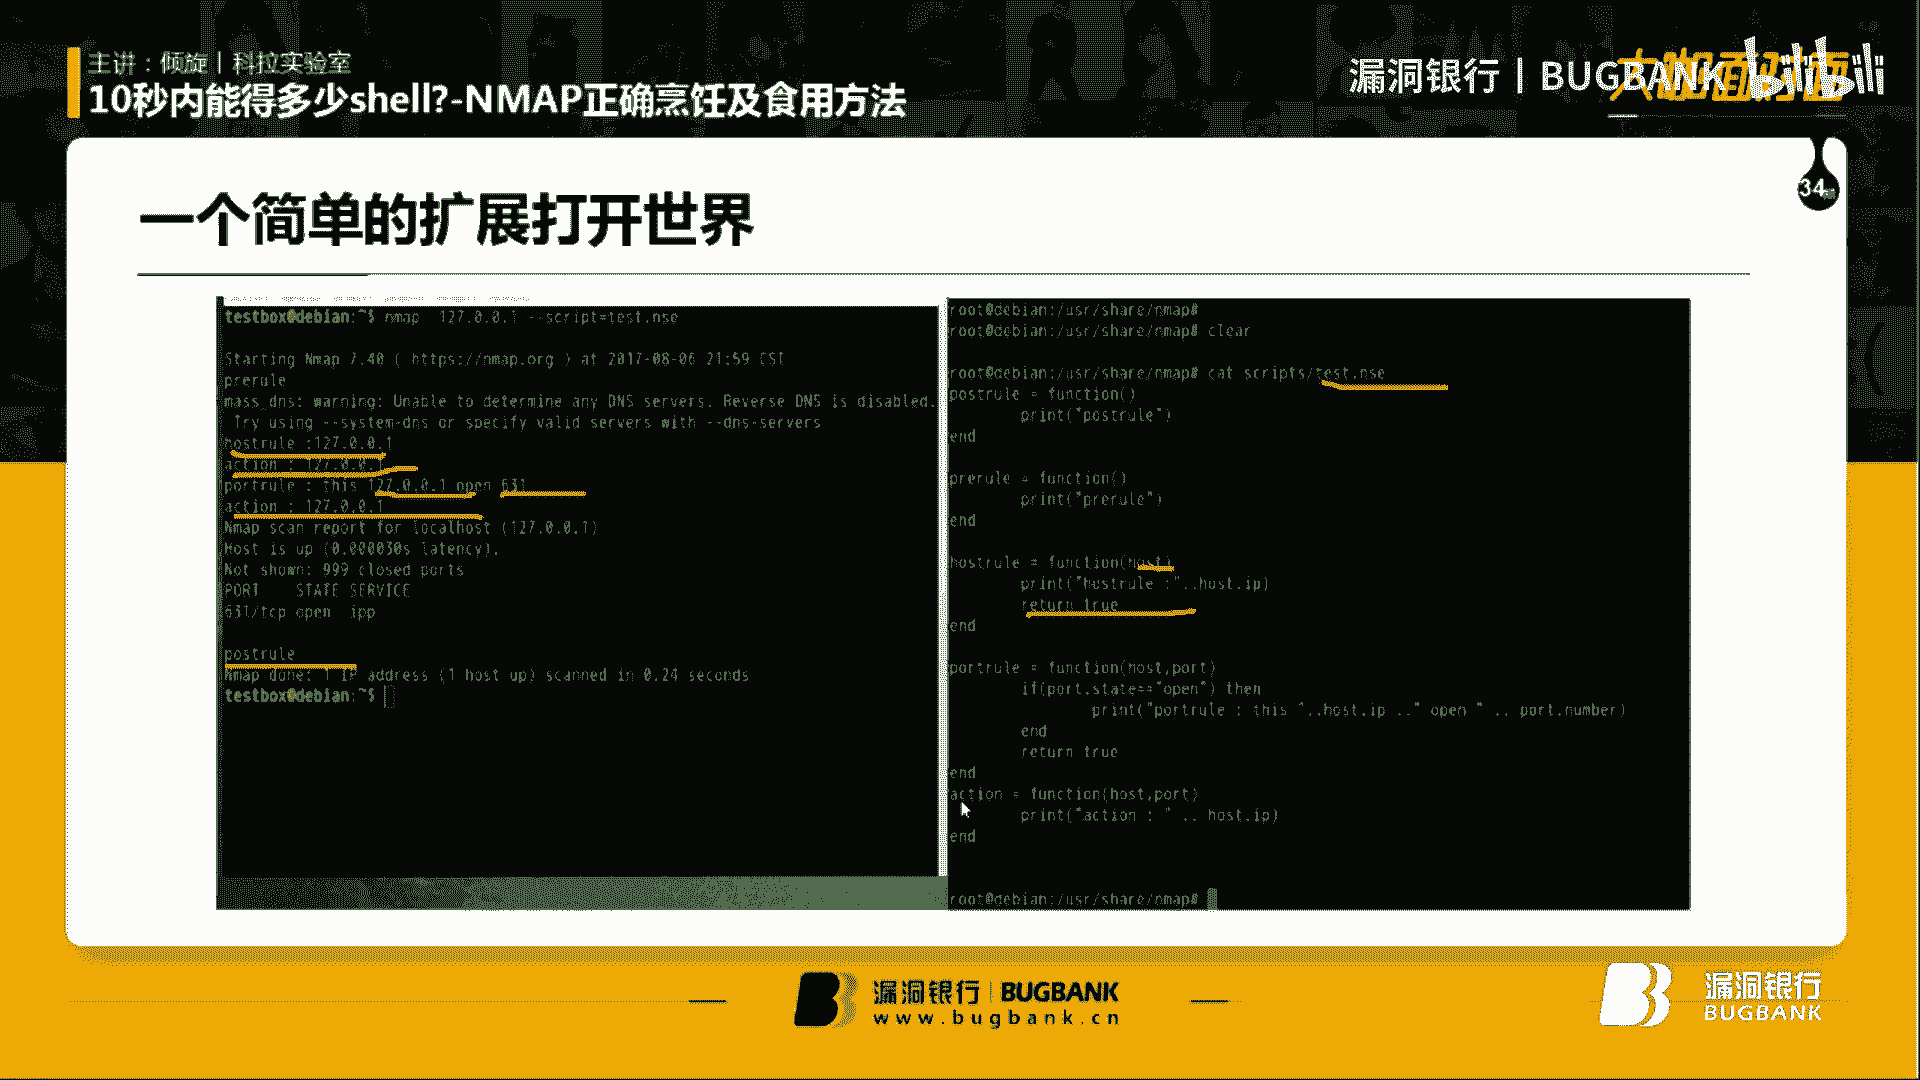 主讲：倾旋 | 科拉实验室
10秒内能得多少shell?-NMAP正确烹饪及食用方法
漏洞银行 | BUGBANK
bilibili
34
一个简单的扩展打开世界
testbox@debian:~$ nmap 127.0.0.1 --script=test.nse
Starting Nmap 7.40 ( https://nmap.org ) at 2017-08-06 21:59 CST
prerule
mass_dns: warning: Unable to determine any DNS servers. Reverse DNS is disabled.
Try using --system-dns or specify valid servers with --dns-servers
hostrule :127.0.0.1
action : 127.0.0.1
portrule : this 127.0.0.1 open 631
action : 127.0.0.1
Nmap scan report for localhost (127.0.0.1)
Host is up (0.000030s latency).
Not shown: 999 closed ports
PORT    STATE SERVICE
631/tcp open  ipp
postrule
Nmap done: 1 IP address (1 host up) scanned in 0.24 seconds
testbox@debian:~$
root@debian:/usr/share/nmap#
root@debian:/usr/share/nmap# clear
root@debian:/usr/share/nmap# cat scripts/test.nse
postrule = function()
print("postrule")
end
prerule = function()
print("prerule")
end
hostrule = function(host)
print("hostrule :"..host.ip)
return true
end
portrule = function(host,port)
if(port.state=="open") then
print("portrule : this "..host.ip .." open " .. port.number)
end
return true
end
action = function(host,port)
print("action : " .. host.ip)
end
root@debian:/usr/share/nmap#
漏洞银行 | BUGBANK
www.bugbank.cn
漏洞银行
BUGBANK